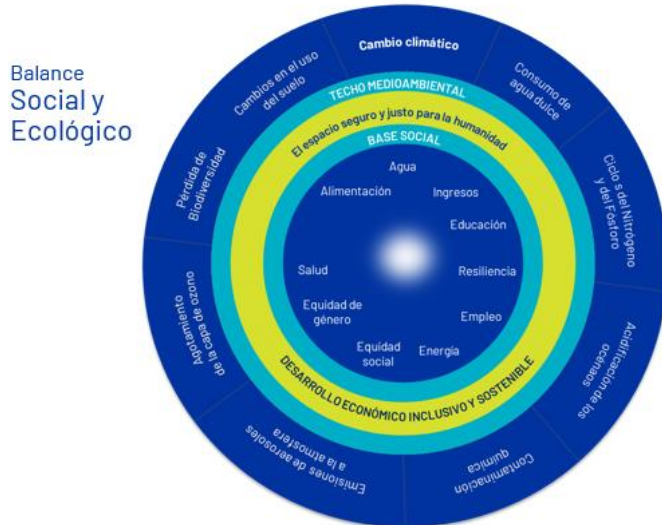 Balance
Social y
Ecológico
Cambio climático
Consumo de
agua dulce
Ciclo s del Nitrógeno
y del Fósforo
Acidificación de los
océnaos
Contaminación
química
Emisiones de aerosoles
a la atmosfera
Agotamiento
de la capa de ozono
Pérdida de
Biodiversidad
Cambios en el uso
del suelo
TECHO MEDIOAMBIENTAL
El espacio seguro y justo para la humanidad
BASE SOCIAL
Agua
Ingresos
Educación
Resiliencia
Empleo
Energía
Equidad
social
Equidad de
género
Salud
Alimentación
DESARROLLO ECONÓMICO INCLUSIVO Y SOSTENIBLE